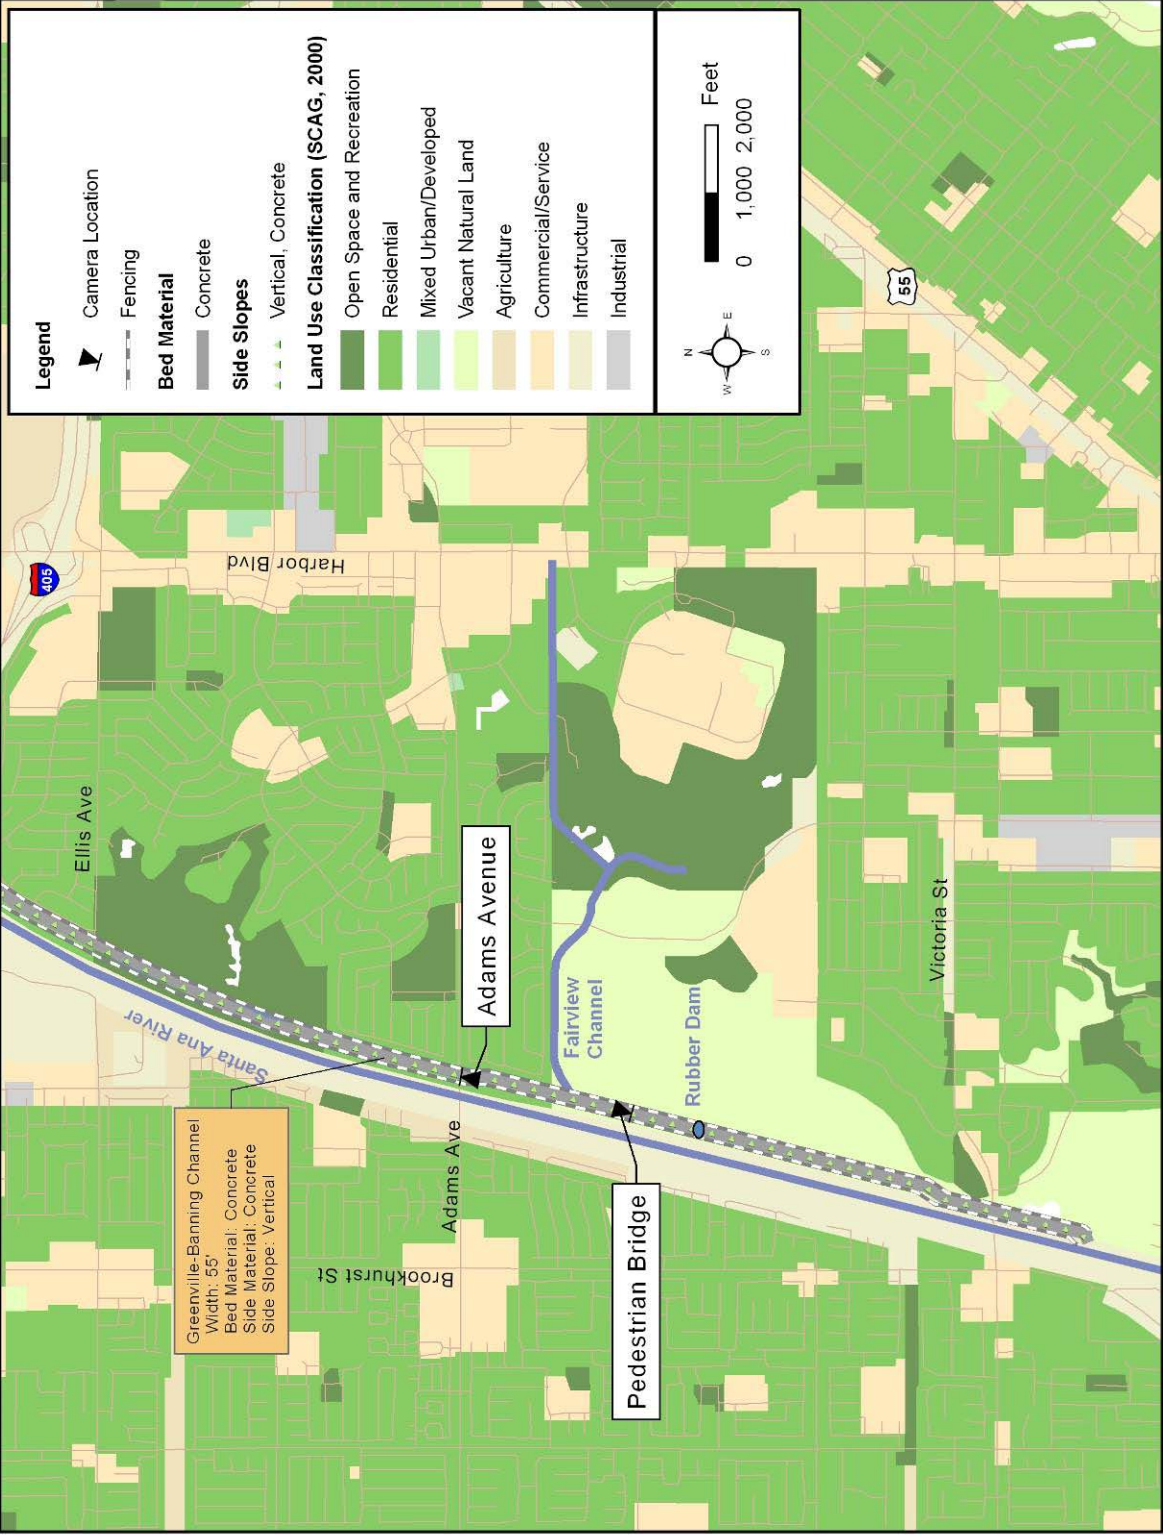 Legend
Camera Location
Fencing
Bed Material
Concrete
Side Slopes
Vertical, Concrete
Land Use Classification (SCAG, 2000)
Open Space and Recreation
Residential
Mixed Urban/Developed
Vacant Natural Land
Agriculture
Commercial/Service
Infrastructure
Industrial
N
W
E
S
0 1,000 2,000
Feet
405
Harbor Blvd
55
Ellis Ave
Santa Ana River
Greenville-Banning Channel
Width: 55'
Bed Material: Concrete
Side Material: Concrete
Side Slope: Vertical
Adams Avenue
Adams Ave
Brookhurst St
Fairview
Channel
Rubber Dam
Pedestrian Bridge
Victoria St